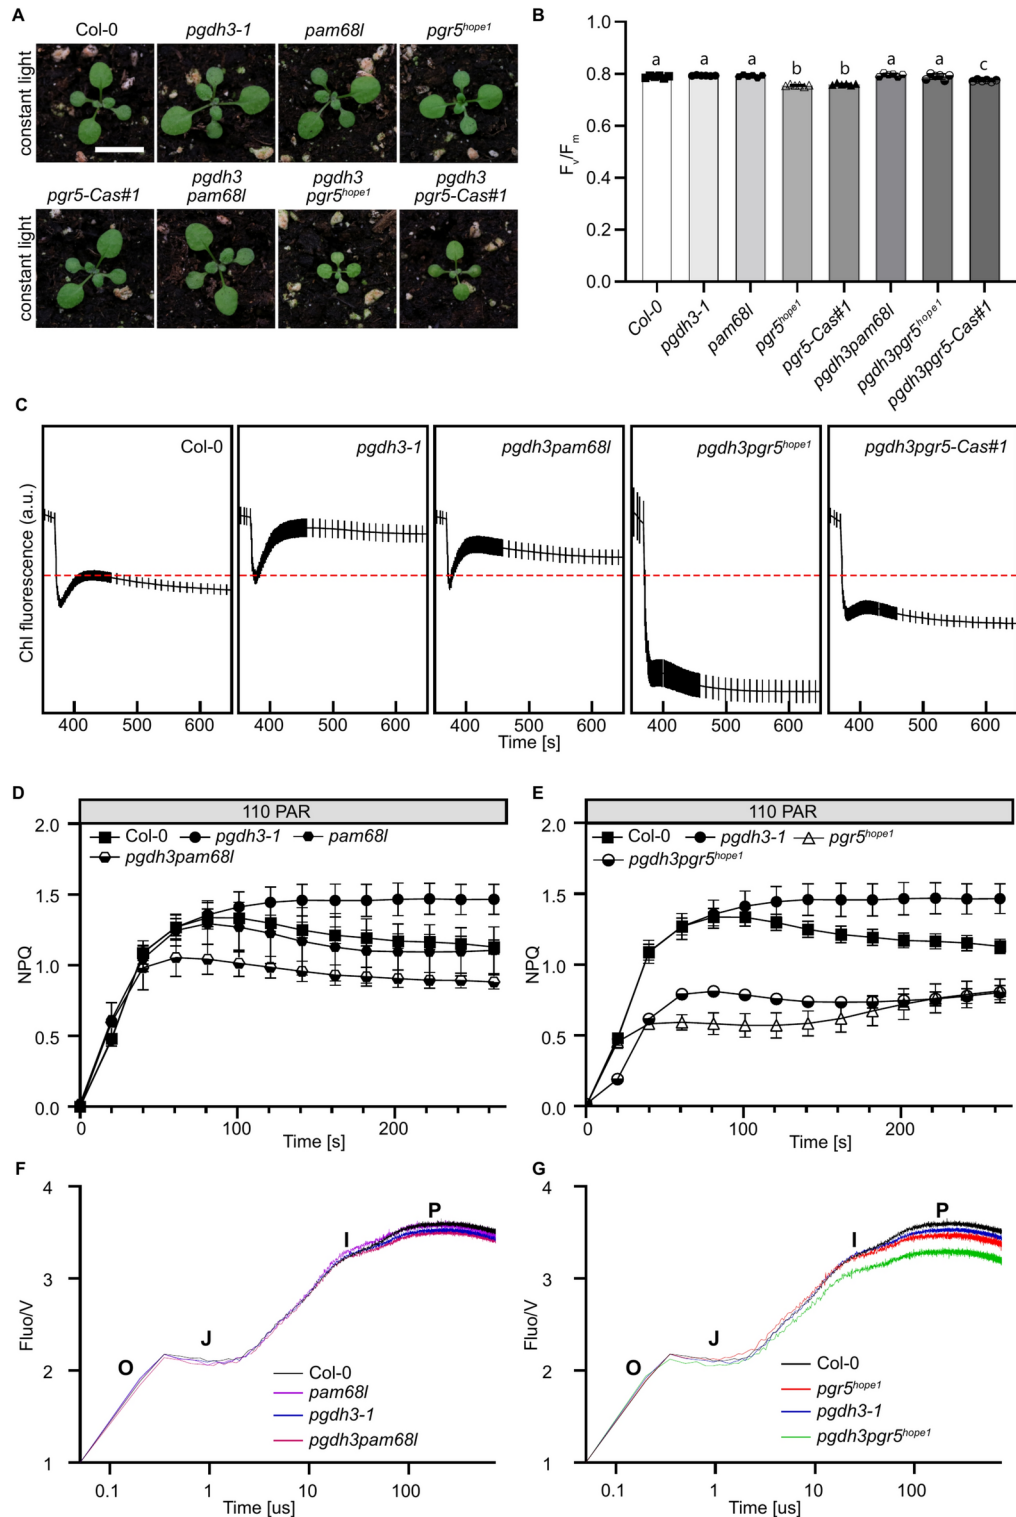 A
Col-0 pgdh3-1 pam68l pgr5hope1
constant light
pgr5-Cas#1 pgdh3 pam68l pgdh3 pgr5hope1 pgdh3 pgr5-Cas#1
constant light
B
1.0
0.8
0.6
0.4
0.2
0.0
Fv/Fm
a a a b b a a c
Col-0 pgdh3-1 pam68l pgr5hope1 pgr5-Cas#1 pgdh3pam68l pgdh3pgr5hope1 pgdh3pgr5-Cas#1
C
Chl fluorescence (a.u.)
Col-0 pgdh3-1 pgdh3pam68l pgdh3pgr5hope1 pgdh3pgr5-Cas#1
400 500 600 400 500 600 400 500 600 400 500 600 400 500 600
Time [s]
D
110 PAR
Col-0 pgdh3-1 pam68l
pgdh3pam68l
2.0
1.5
1.0
0.5
0.0
NPQ
0 100 200
Time [s]
E
110 PAR
Col-0 pgdh3-1 pgr5hope1
pgdh3pgr5hope1
2.0
1.5
1.0
0.5
0.0
NPQ
0 100 200
Time [s]
F
4
3
2
1
Fluo/V
O J I P
Col-0
pam68l
pgdh3-1
pgdh3pam68l
0.1 1 10 100
Time [us]
G
4
3
2
1
Fluo/V
O J I P
Col-0
pgr5hope1
pgdh3-1
pgdh3pgr5hope1
0.1 1 10 100
Time [us]